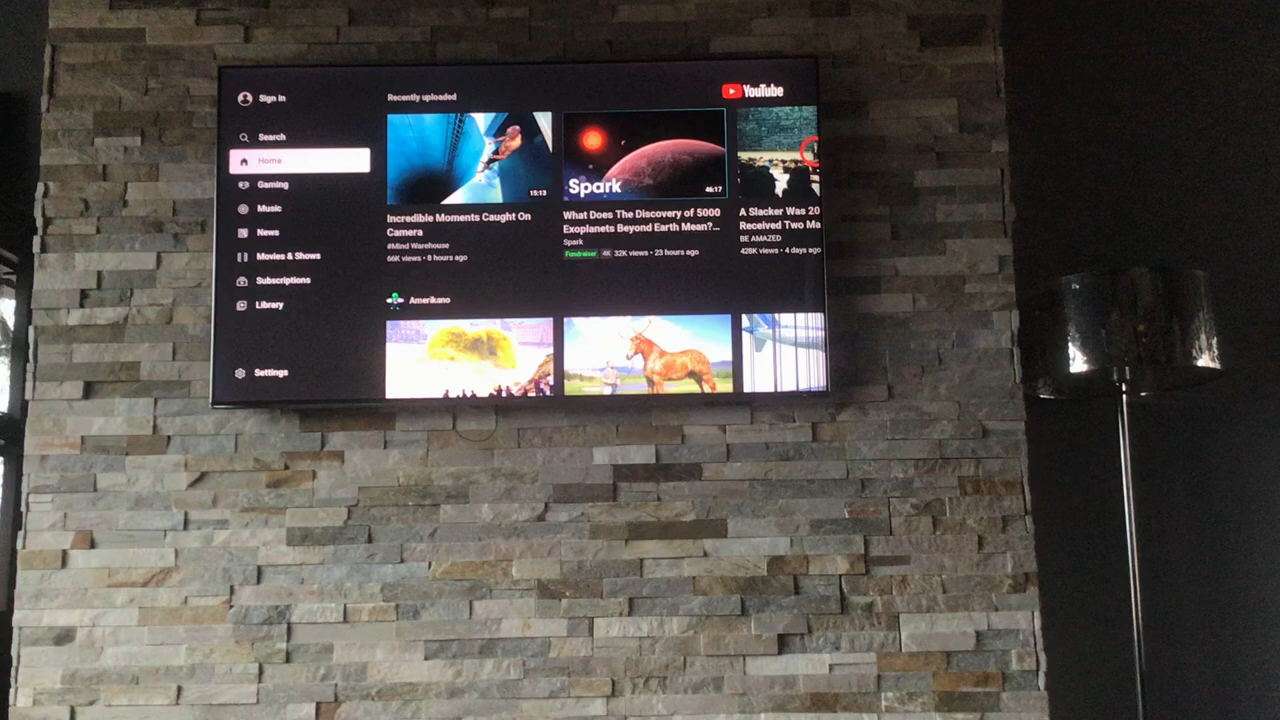 Sign in
Search
Home
Gaming
Music
News
Movies & Shows
Subscriptions
Library
Settings
YouTube
Recently uploaded
15:13
Incredible Moments Caught On
Camera
#Mind Warehouse
66K views • 8 hours ago
Spark
46:17
What Does The Discovery of 5000
Exoplanets Beyond Earth Mean?...
Spark
Fundraiser 4K 32K views • 23 hours ago
A Slacker Was 20
Received Two Ma
BE AMAZED
428K views • 4 days ago
Amerikano